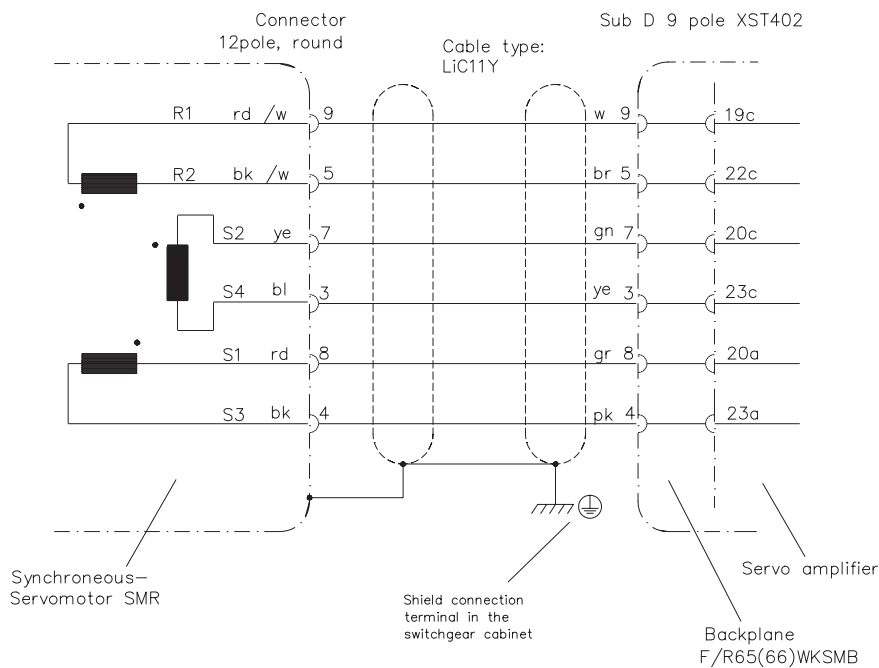 Connector
12pole, round
Cable type:
LiC11Y
Sub D 9 pole XST402
R1 rd /w 9 w 9 19c
R2 bk /w 5 br 5 22c
S2 ye 7 gn 7 20c
S4 bl 3 ye 3 23c
S1 rd 8 gr 8 20a
S3 bk 4 pk 4 23a
Synchroneous-
Servomotor SMR
Shield connection
terminal in the
switchgear cabinet
Servo amplifier
Backplane
F/R65(66)WKSMB